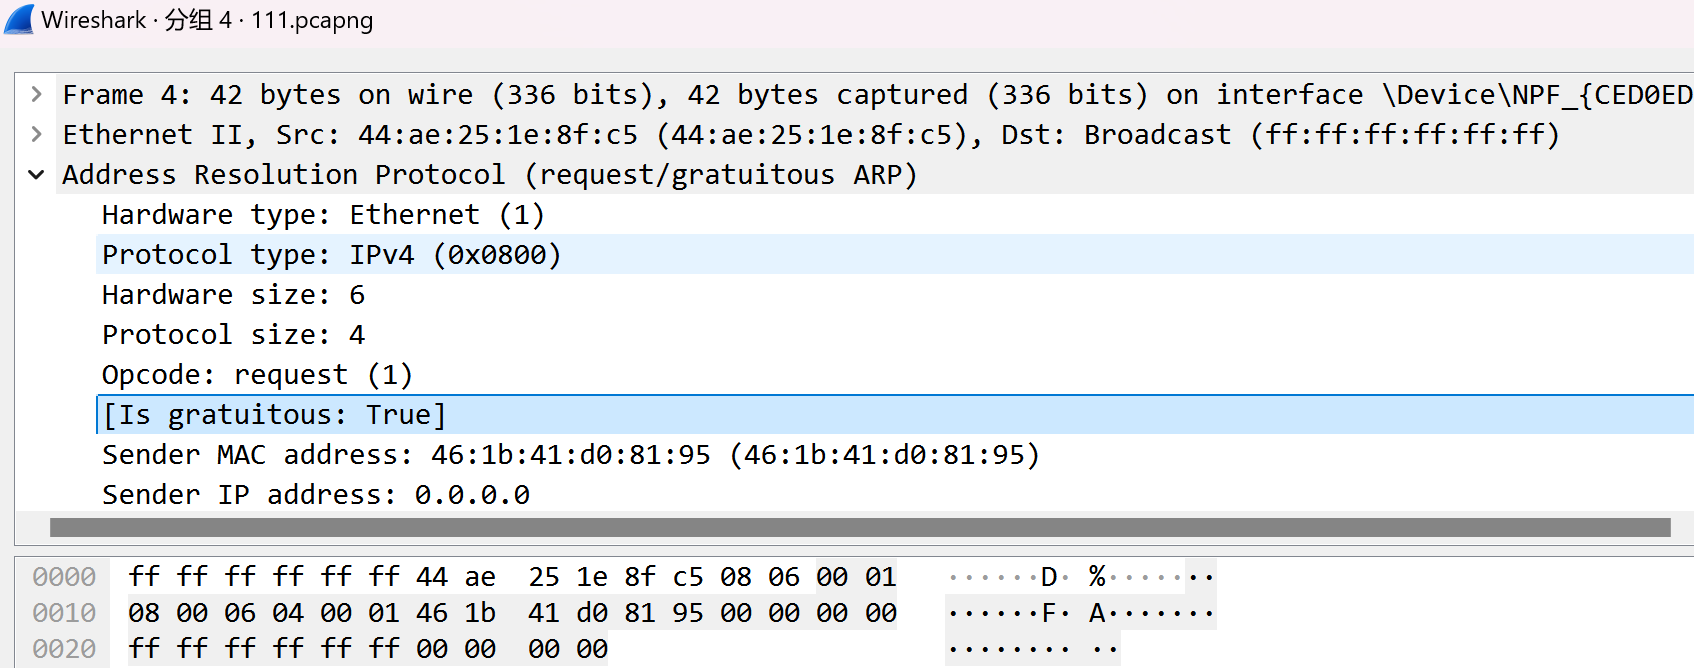 Wireshark · 分组 4 · 111.pcapng
Frame 4: 42 bytes on wire (336 bits), 42 bytes captured (336 bits) on interface \Device\NPF_{CED0ED
Ethernet II, Src: 44:ae:25:1e:8f:c5 (44:ae:25:1e:8f:c5), Dst: Broadcast (ff:ff:ff:ff:ff:ff)
Address Resolution Protocol (request/gratuitous ARP)
Hardware type: Ethernet (1)
Protocol type: IPv4 (0x0800)
Hardware size: 6
Protocol size: 4
Opcode: request (1)
[Is gratuitous: True]
Sender MAC address: 46:1b:41:d0:81:95 (46:1b:41:d0:81:95)
Sender IP address: 0.0.0.0
0000 ff ff ff ff ff ff 44 ae 25 1e 8f c5 08 06 00 01 ······D· %·······
0010 08 00 06 04 00 01 46 1b 41 d0 81 95 00 00 00 00 ······F· A·······
0020 ff ff ff ff ff ff 00 00 00 00 ········ ··